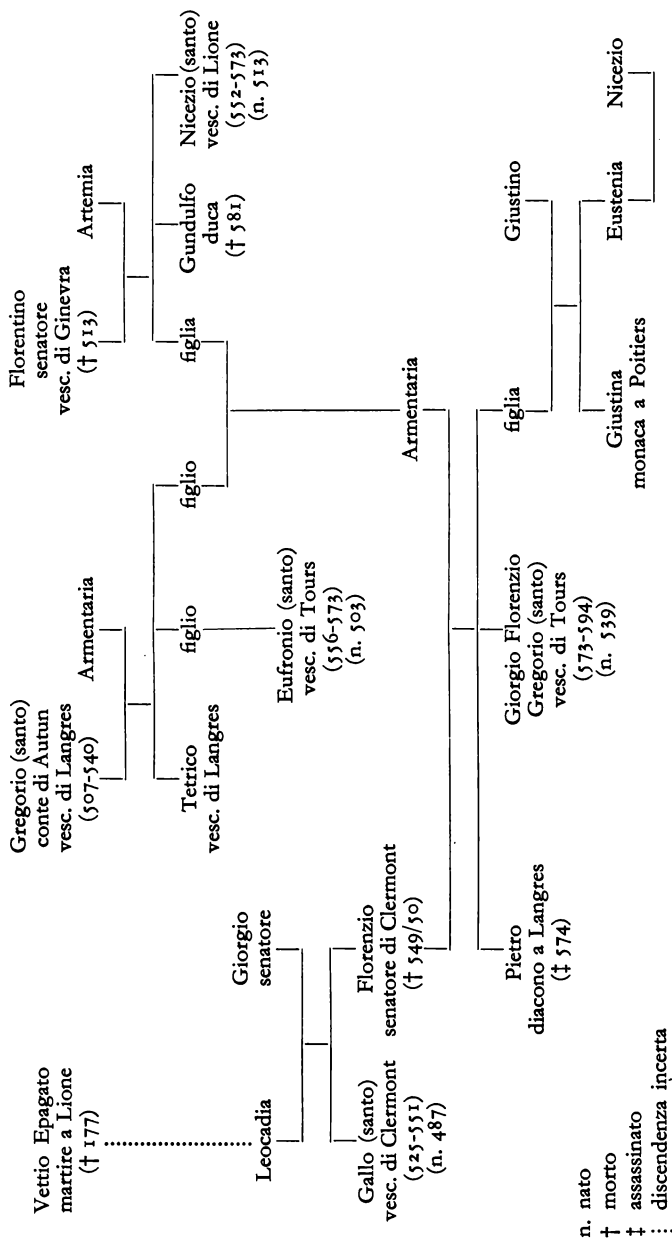 Vettio Epagato
martire a Lione
(† 177)
Gregorio (santo)
conte di Autun
vesc. di Langres
(507-540)
Armentaria
Florentino
senatore
vesc. di Ginevra
(† 513)
Artemia
Leocadia
Giorgio
senatore
Tetrico
vesc. di Langres
figlio
figlio
figlia
Gundulfo
duca
(† 581)
Nicezio (santo)
vesc. di Lione
(552-573)
(n. 513)
Gallo (santo)
vesc. di Clermont
(525-551)
(n. 487)
Florenzio
senatore di Clermont
(† 549/50)
Eufronio (santo)
vesc. di Tours
(556-573)
(n. 503)
Armentaria
Pietro
diacono a Langres
(‡ 574)
Giorgio Florenzio
Gregorio (santo)
vesc. di Tours
(573-594)
(n. 539)
figlia
Giustino
Giustina
monaca a Poitiers
Eustenia
Nicezio
n. nato
† morto
‡ assassinato
⋮ discendenza incerta